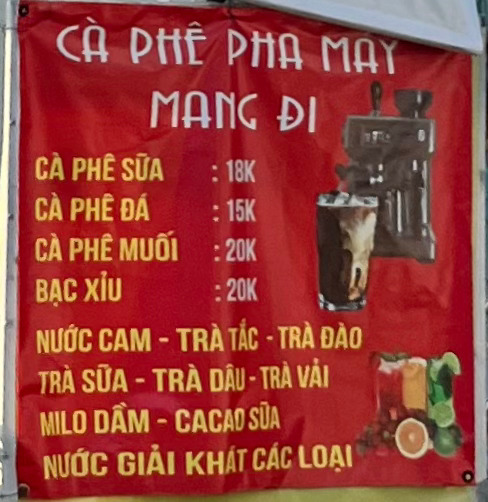 CÀ PHÊ PHA MÁY
MANG ĐI
CÀ PHÊ SỮA : 18K
CÀ PHÊ ĐÁ : 15K
CÀ PHÊ MUỐI : 20K
BẠC XỈU : 20K
NƯỚC CAM - TRÀ TẮC - TRÀ ĐÀO
TRÀ SỮA - TRÀ DÂU - TRÀ VẢI
MILO DẦM - CACAO SỮA
NƯỚC GIẢI KHÁT CÁC LOẠI